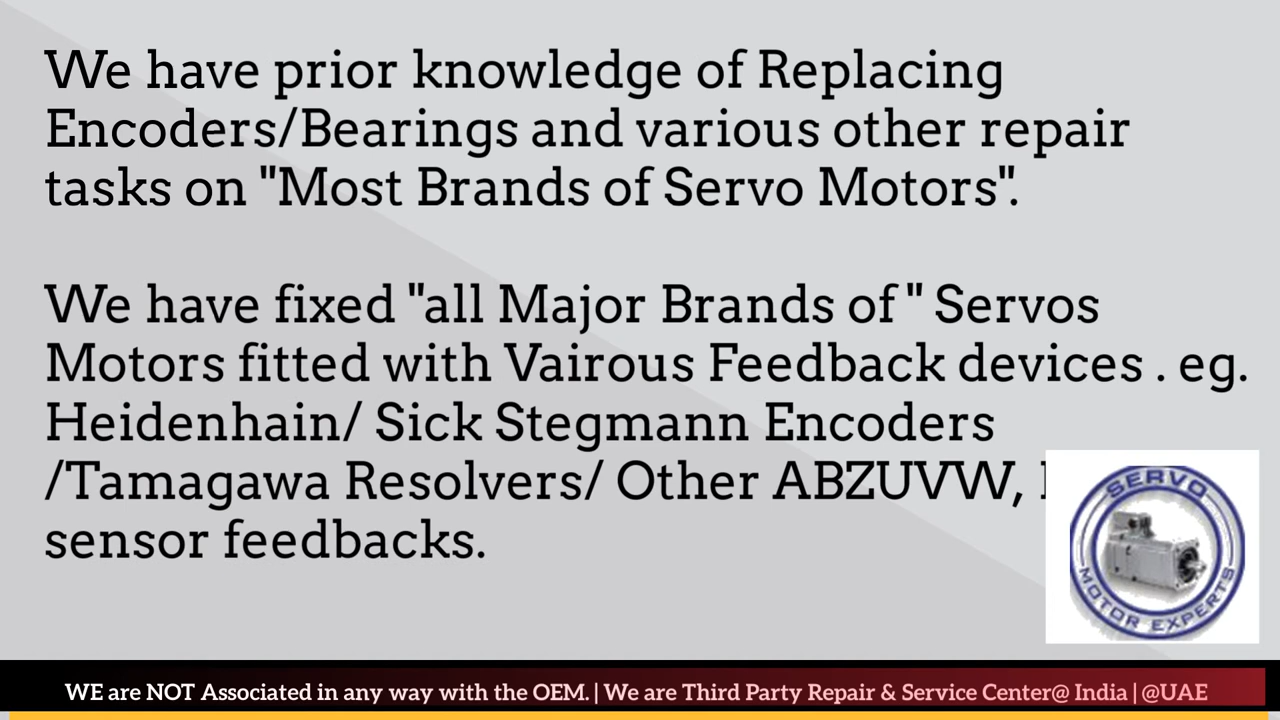 We have prior knowledge of Replacing
Encoders/Bearings and various other repair
tasks on "Most Brands of Servo Motors".
We have fixed "all Major Brands of " Servos
Motors fitted with Vairous Feedback devices . eg.
Heidenhain/ Sick Stegmann Encoders
/Tamagawa Resolvers/ Other ABZUVW,
sensor feedbacks.
SERVO
MOTOR EXPERTS
WE are NOT Associated in any way with the OEM. | We are Third Party Repair & Service Center@ India | @UAE